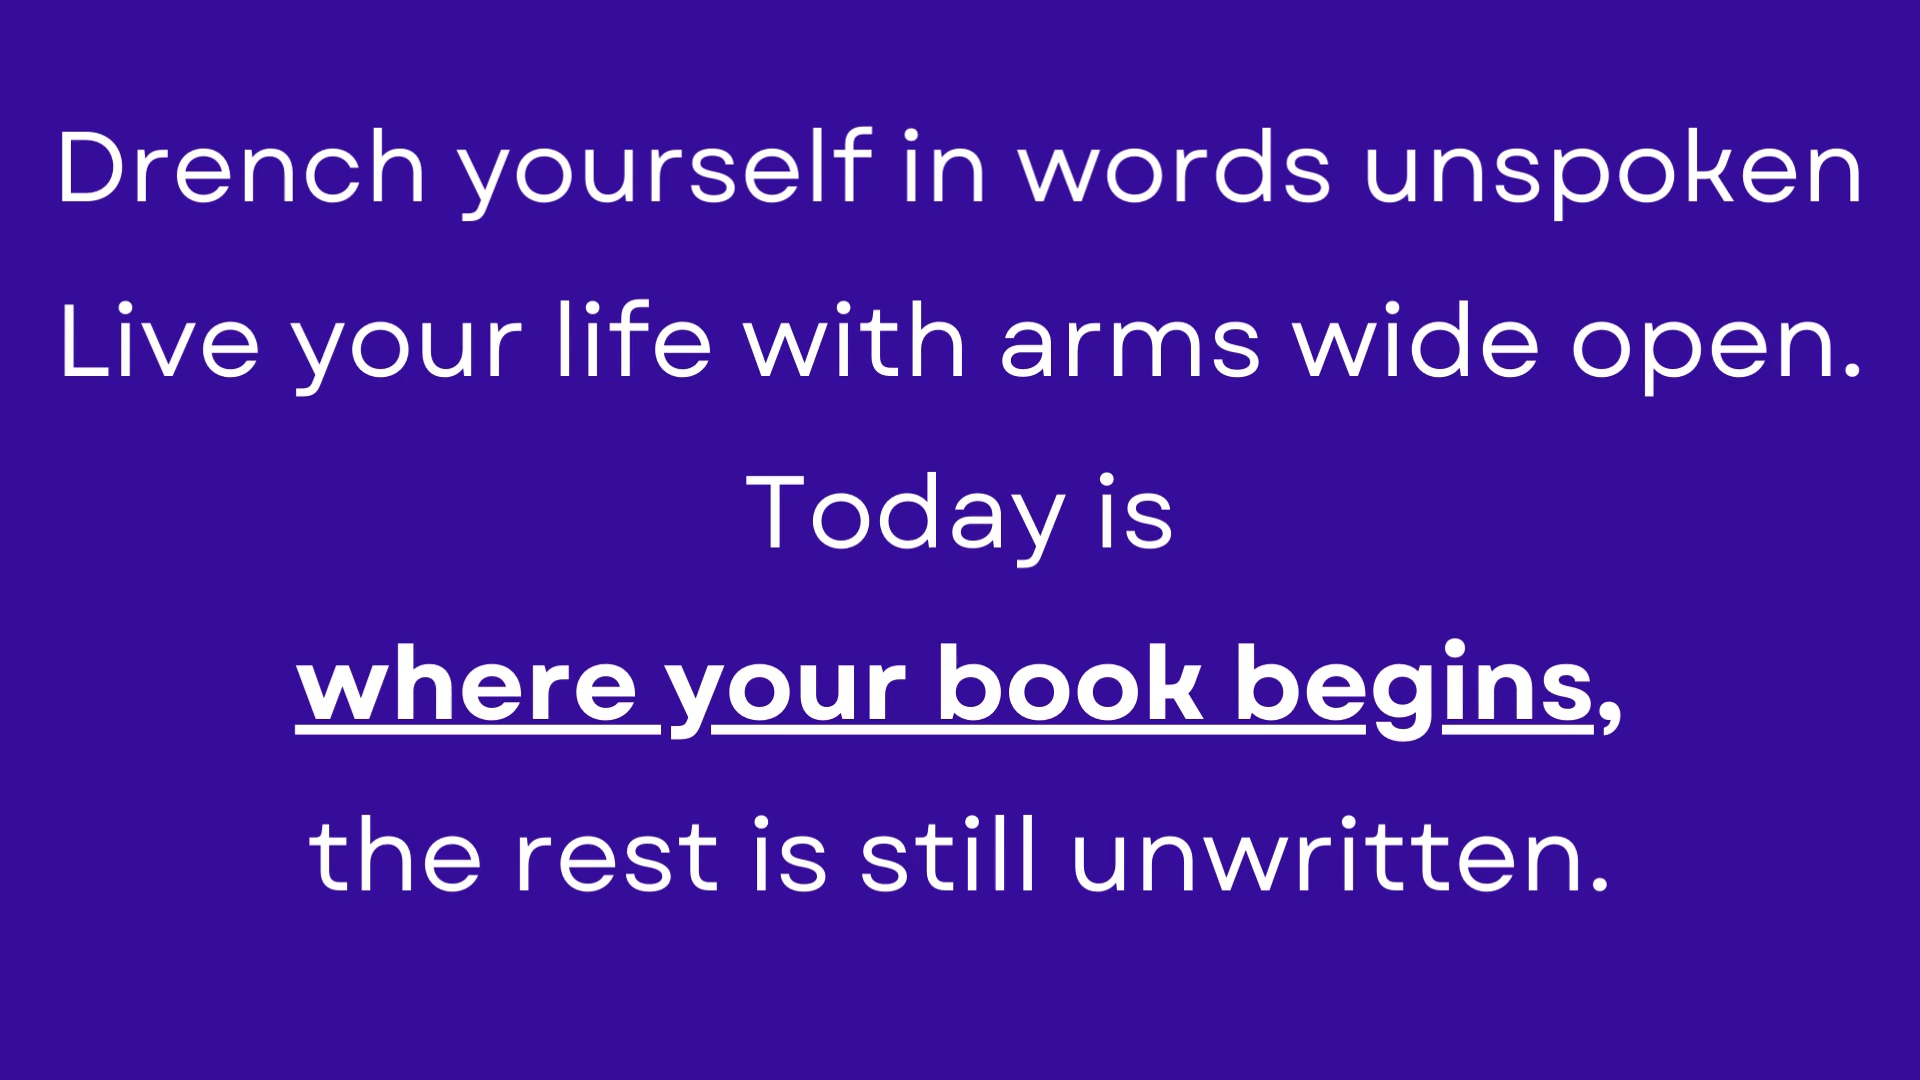 Drench yourself in words unspoken
Live your life with arms wide open.
Today is
where your book begins,
the rest is still unwritten.